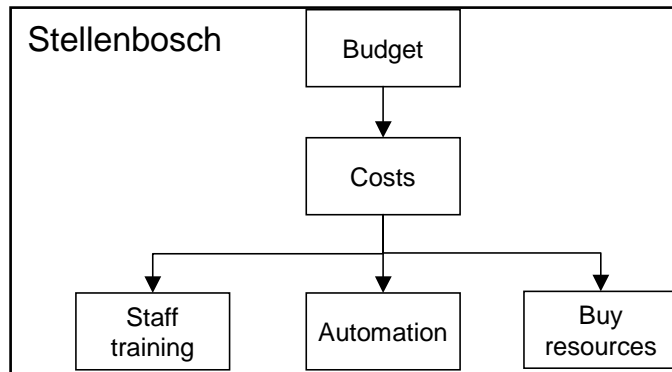 Stellenbosch
Budget
Costs
Staff
training
Automation
Buy
resources